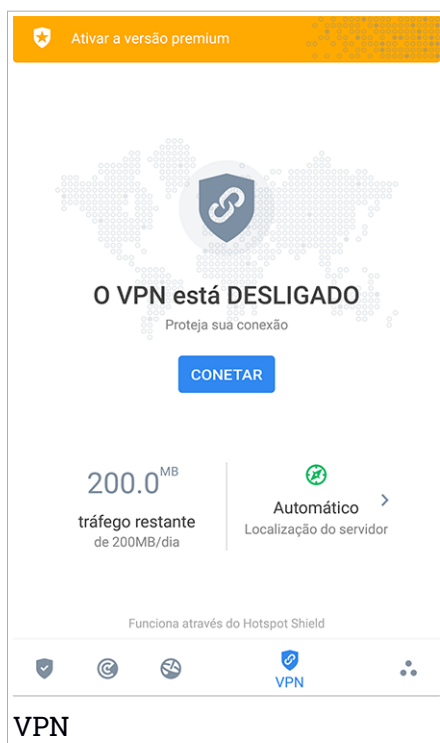 Ativar a versão premium
O VPN está DESLIGADO
Proteja sua conexão
CONETAR
200.0MB
tráfego restante
de 200MB/dia
Automático
Localização do servidor
Funciona através do Hotspot Shield
VPN
VPN